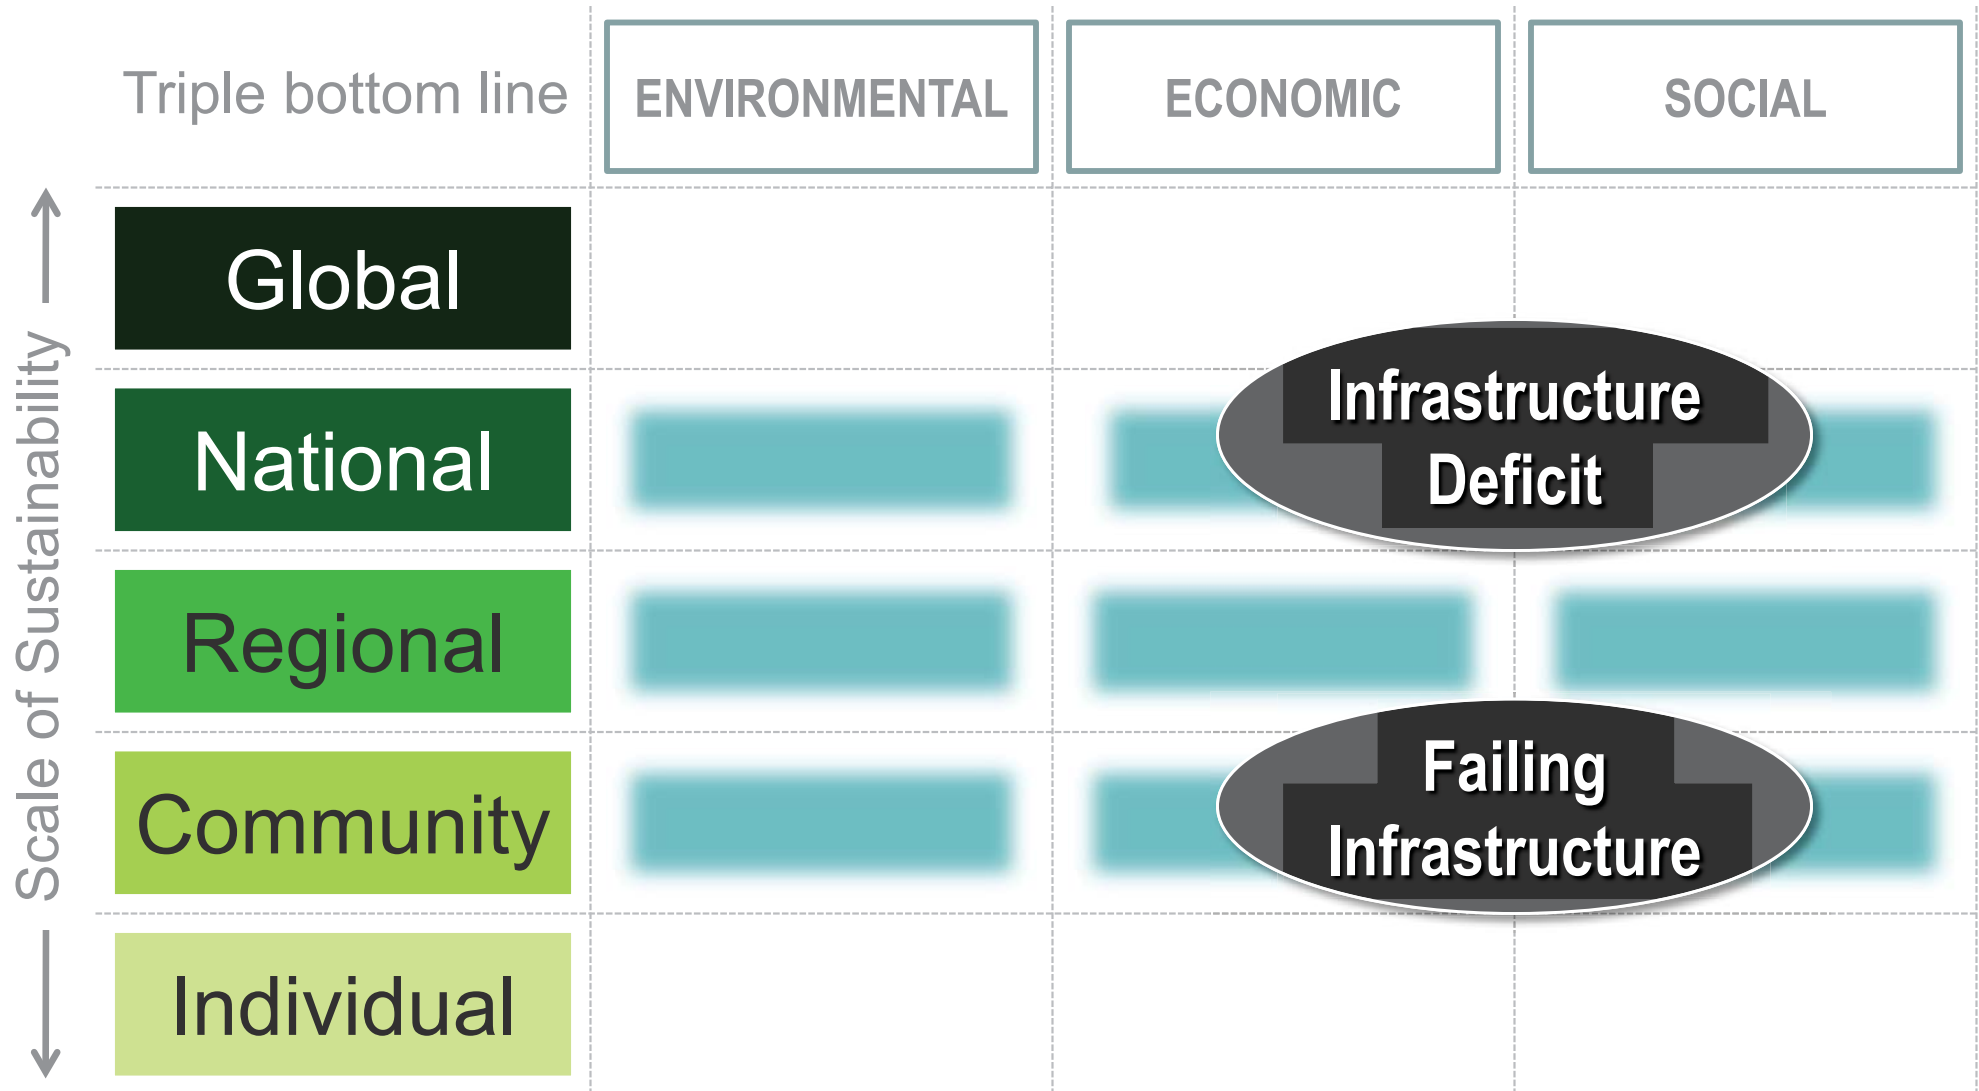 Triple bottom line
ENVIRONMENTAL
ECONOMIC
SOCIAL
Scale of Sustainability
Global
National
Infrastructure
Deficit
Regional
Community
Failing
Infrastructure
Individual